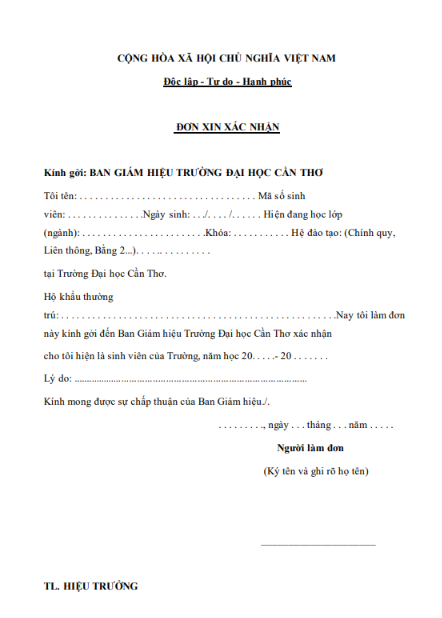 CỘNG HÒA XÃ HỘI CHỦ NGHĨA VIỆT NAM
Độc lập - Tự do - Hạnh phúc
ĐƠN XIN XÁC NHẬN
Kính gởi: BAN GIÁM HIỆU TRƯỜNG ĐẠI HỌC CẦN THƠ
Tôi tên: . . . . . . . . . . . . . . . . . . . . . . . . . . . . . . . . . . Mã số sinh
viên: . . . . . . . . . . . . . . .Ngày sinh: . . ./. . . . /. . . . . . Hiện đang học lớp
(ngành): . . . . . . . . . . . . . . . . . . . . . . . .Khóa: . . . . . . . . . . . Hệ đào tạo: (Chính quy,
Liên thông, Bằng 2...). . . . . . . . . . . . . . .
tại Trường Đại học Cần Thơ.
Hộ khẩu thường
trú: . . . . . . . . . . . . . . . . . . . . . . . . . . . . . . . . . . . . . . . . . . . . . . . . . . . . .Nay tôi làm đơn
này kính gởi đến Ban Giám hiệu Trường Đại học Cần Thơ xác nhận
cho tôi hiện là sinh viên của Trường, năm học 20. . . . .- 20 . . . . . . .
Lý do: ...................................................................................
Kính mong được sự chấp thuận của Ban Giám hiệu./.
. . . . . . . . ., ngày . . . tháng . . . năm . . . . .
Người làm đơn
(Ký tên và ghi rõ họ tên)
TL. HIỆU TRƯỞNG